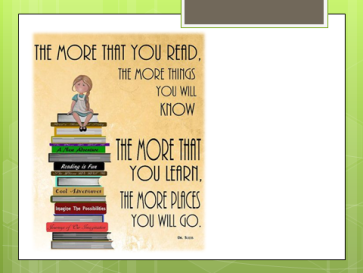 THE MORE THAT YOU READ,
THE MORE THINGS
YOU WILL
KNOW
THE MORE THAT
YOU LEARN,
THE MORE PLACES
YOU WILL GO.
Dr. Seuss
A New Adventure
Reading is Fun
Cool Adventures
Imagine The Possibilities